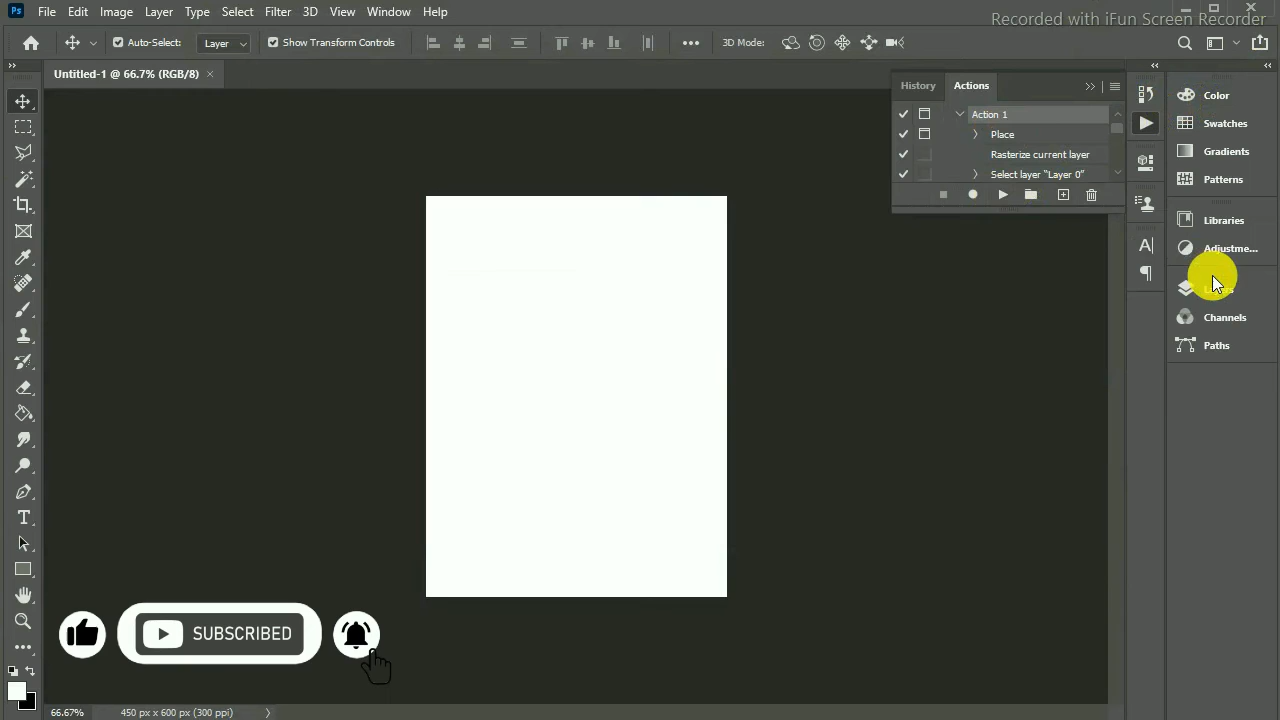 Ps File Edit Image Layer Type Select Filter 3D View Window Help
Recorded with iFun Screen Recorder
Auto-Select: Layer Show Transform Controls 3D Mode:
Untitled-1 @ 66.7% (RGB/8)
History Actions
Action 1
Place
Rasterize current layer
Select layer "Layer 0"
Color
Swatches
Gradients
Patterns
Libraries
Adjustme...
Channels
Paths
SUBSCRIBED
66.67% 450 px x 600 px (300 ppi)